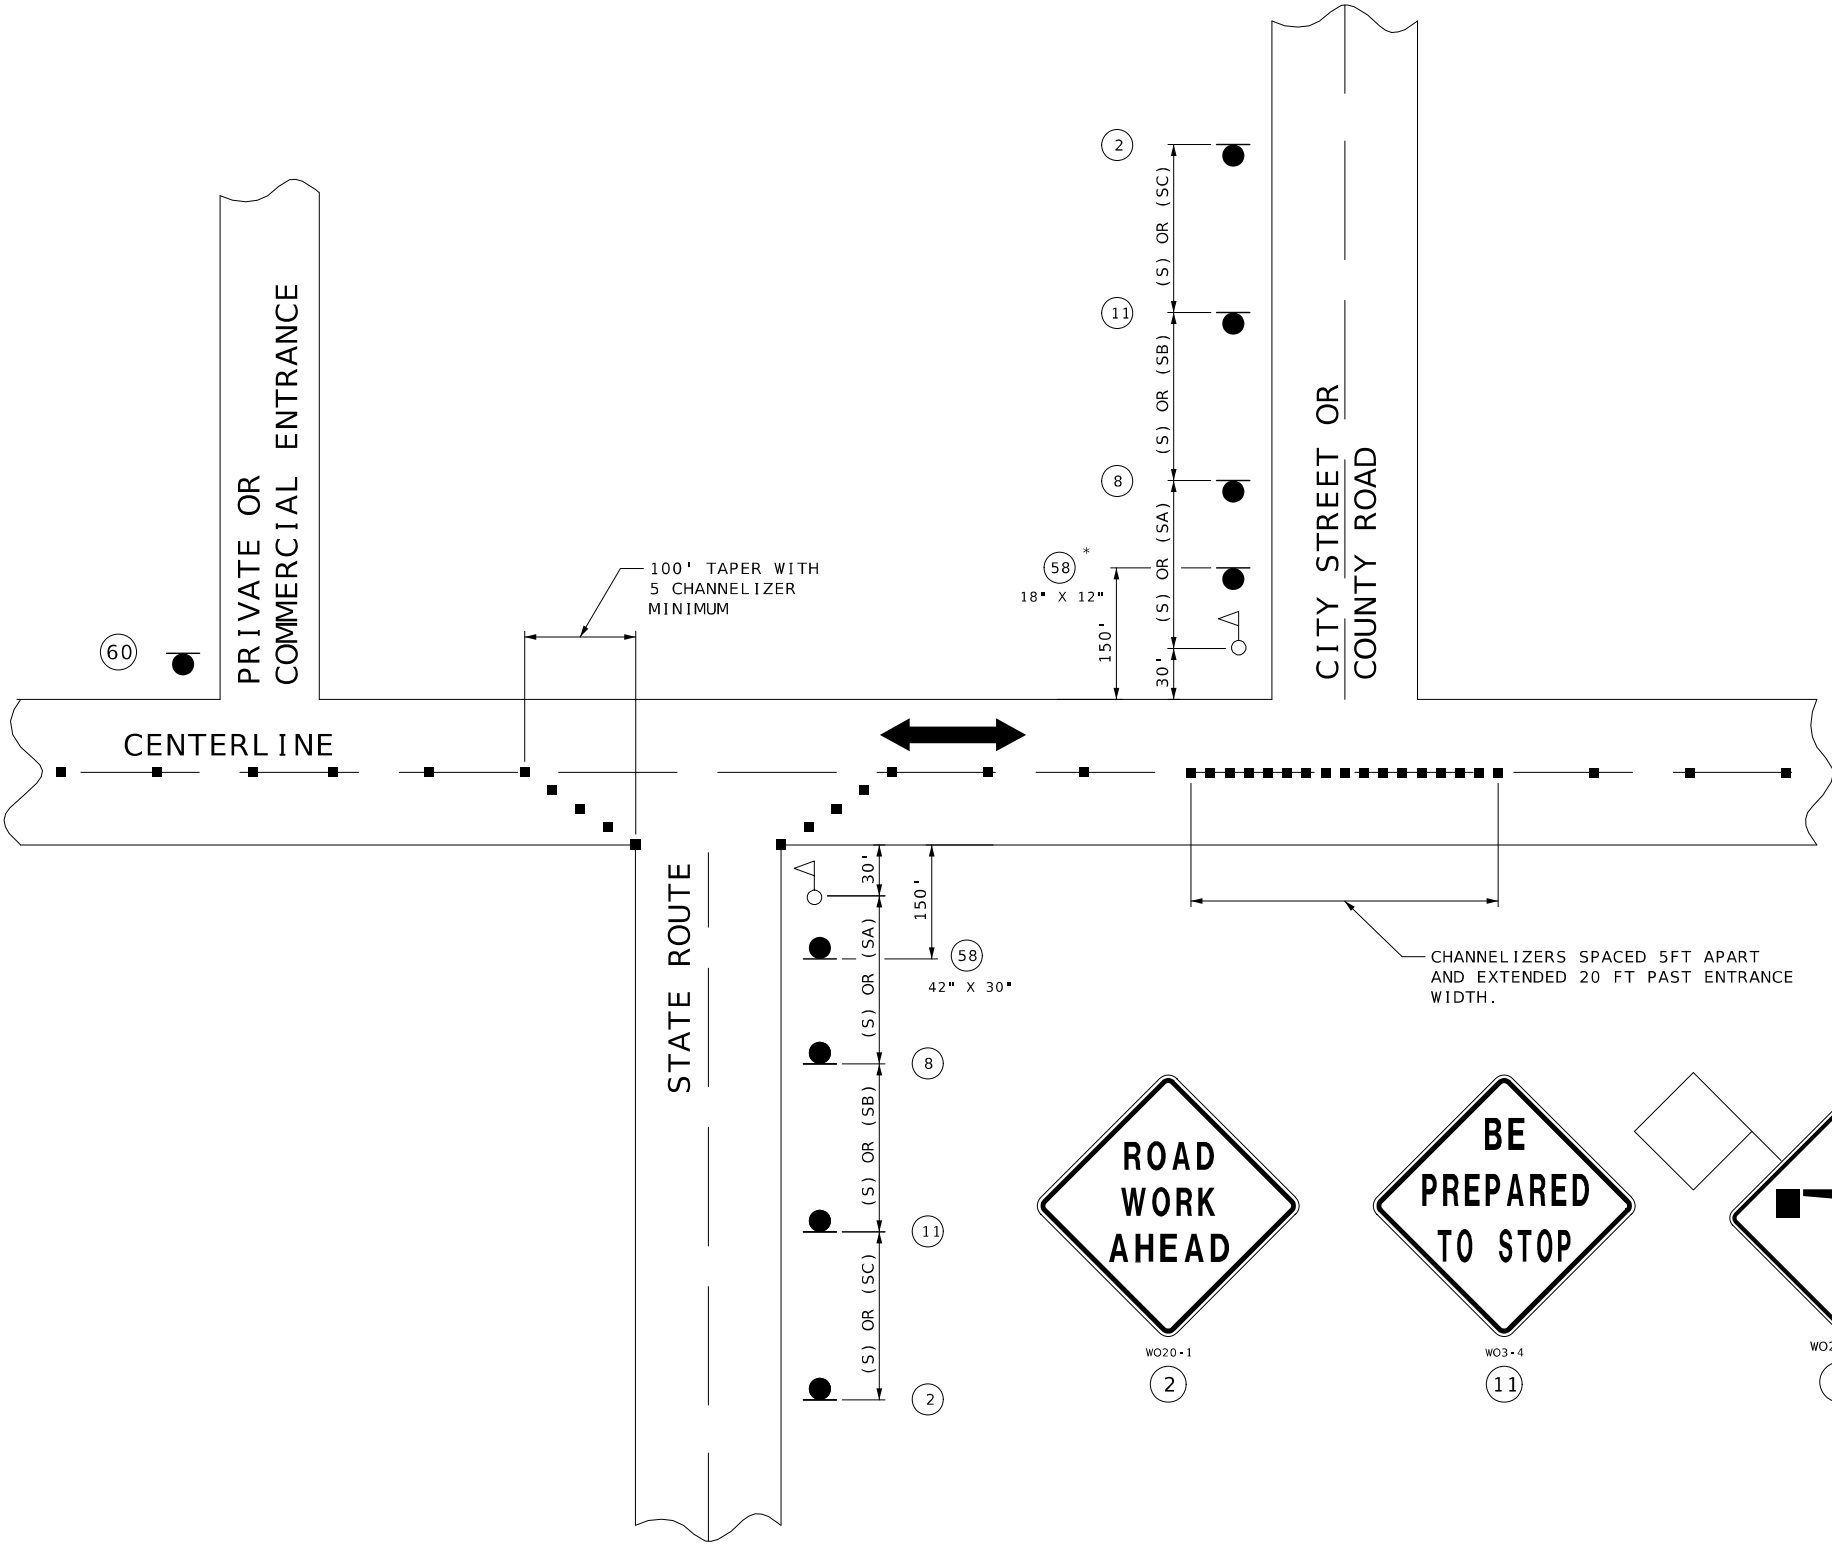 2
(S) OR (SC)
11
(S) OR (SB)
8
(S) OR (SA)
58 *
18" X 12"
150'
30'
CITY STREET OR
COUNTY ROAD
PRIVATE OR
COMMERCIAL ENTRANCE
60
100' TAPER WITH
5 CHANNELIZER
MINIMUM
CENTERLINE
STATE ROUTE
30'
150'
(S) OR (SA)
58
42" X 30"
8
(S) OR (SB)
11
(S) OR (SC)
2
CHANNELIZERS SPACED 5FT APART
AND EXTENDED 20 FT PAST ENTRANCE
WIDTH.
ROAD
WORK
AHEAD
WO20-1
2
BE
PREPARED
TO STOP
WO3-4
11